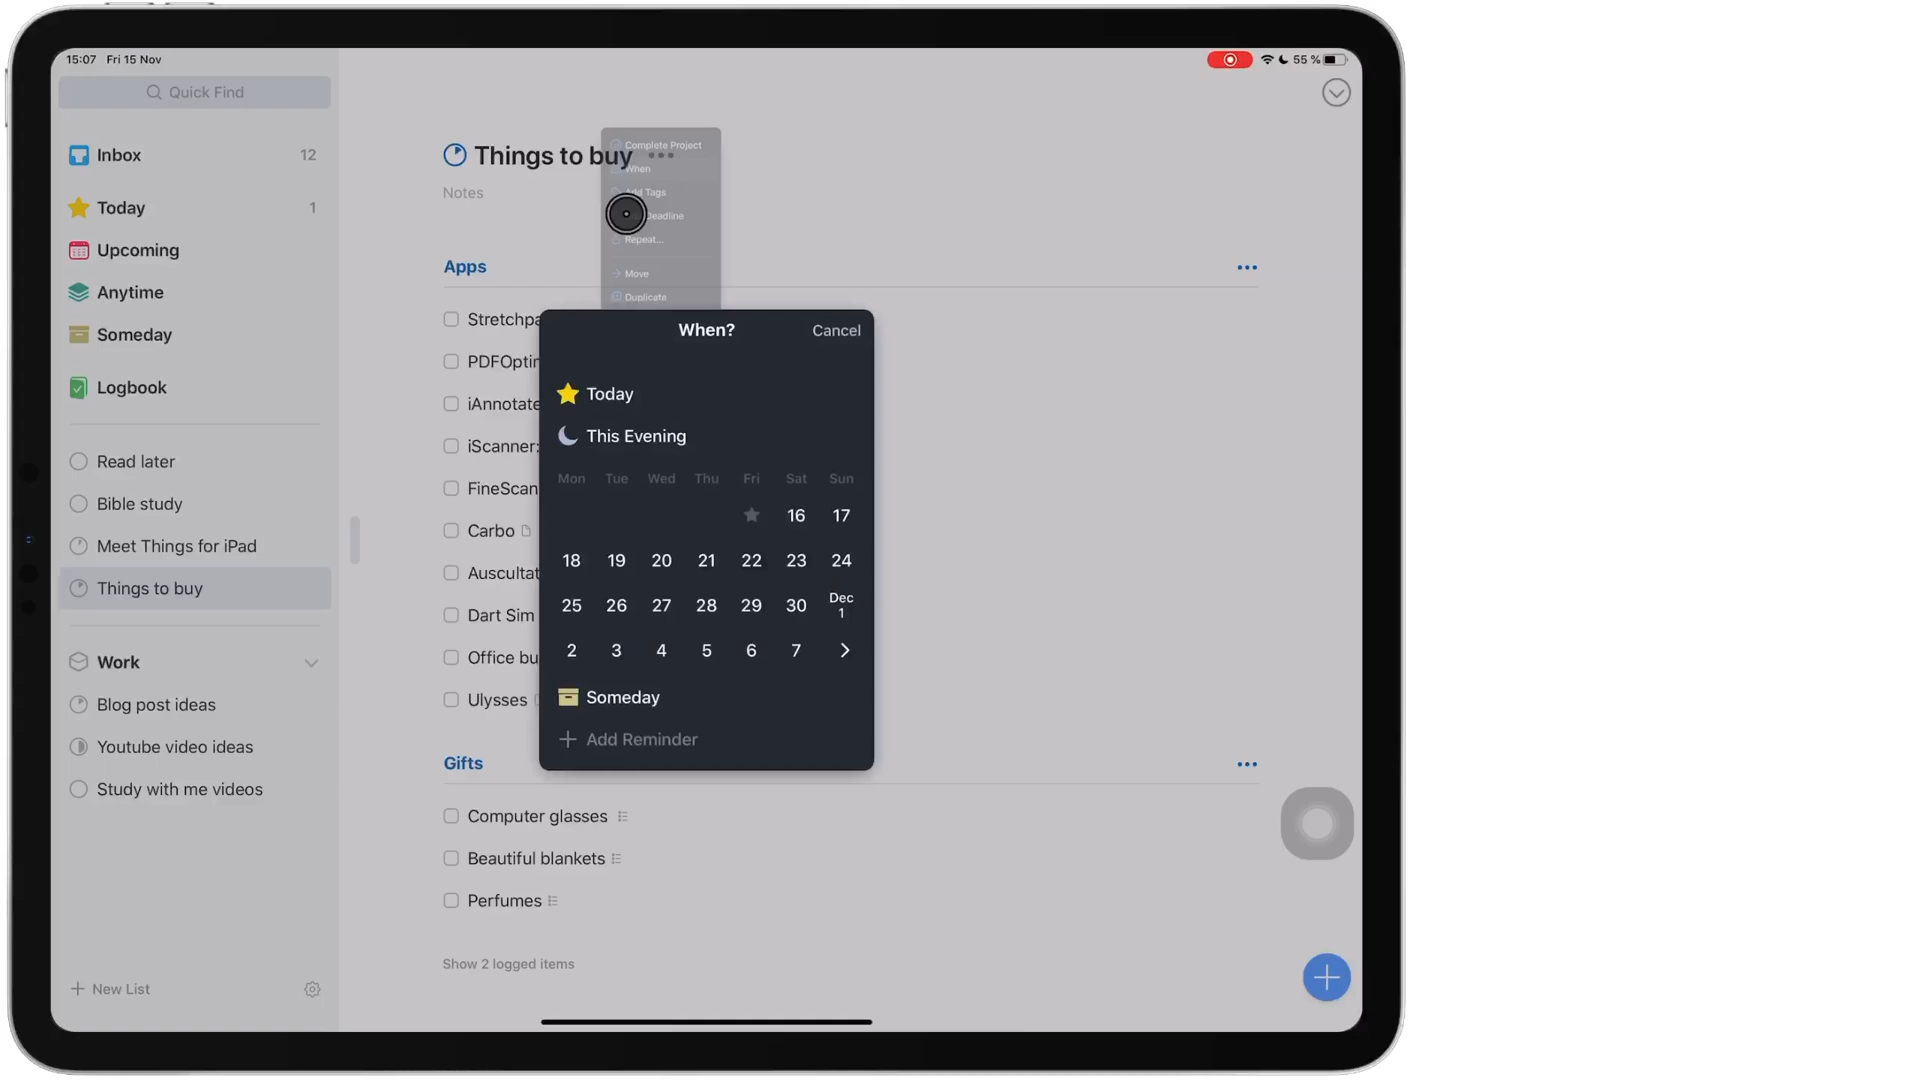 15:07 Fri 15 Nov
55 %
Quick Find
Inbox 12
Today 1
Upcoming
Anytime
Someday
Logbook
Read later
Bible study
Meet Things for iPad
Things to buy
Work
Blog post ideas
Youtube video ideas
Study with me videos
New List
Things to buy
Notes
Complete Project
When
Add Tags
Deadline
Repeat...
Move
Duplicate
Apps
Stretchpa
PDFOptim
iAnnotate
iScanner:
FineScan
Carbo
Auscultat
Dart Sim
Office bu
Ulysses
When? Cancel
Today
This Evening
Mon Tue Wed Thu Fri Sat Sun
16 17
18 19 20 21 22 23 24
25 26 27 28 29 30 Dec 1
2 3 4 5 6 7
Someday
Add Reminder
Gifts
Computer glasses
Beautiful blankets
Perfumes
Show 2 logged items